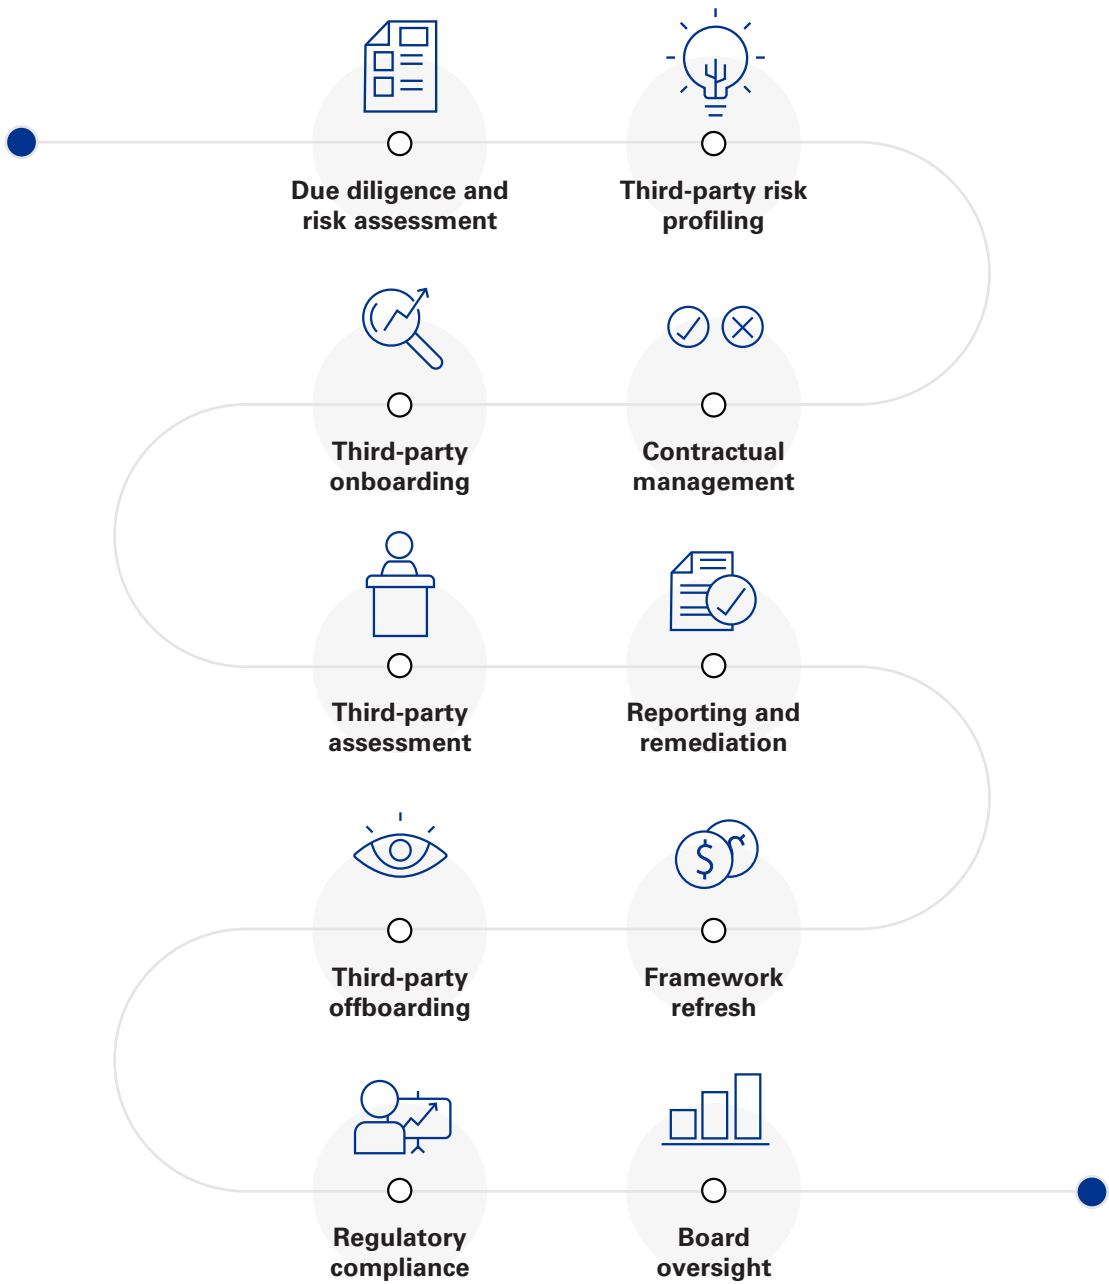 Due diligence and
risk assessment
Third-party risk
profiling
Third-party
onboarding
Contractual
management
Third-party
assessment
Reporting and
remediation
Third-party
offboarding
Framework
refresh
Regulatory
compliance
Board
oversight